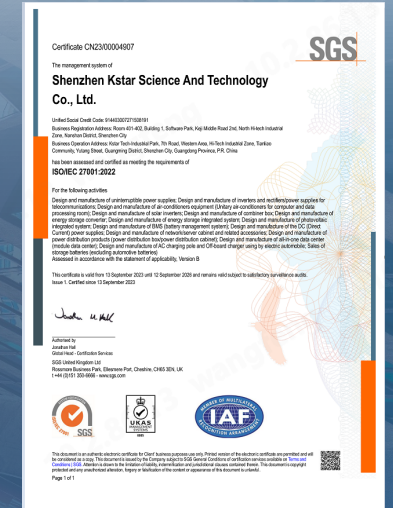 Certificate CN23/00004907
SGS
The management system of
Shenzhen Kstar Science And Technology
Co., Ltd.
Unified Social Credit Code: 914403007271508191
Business Registration Address: Room 401-402, Building 1, Software Park, Keji Middle Road 2nd, North Hi-tech Industrial
Zone, Nanshan District, Shenzhen City
Business Operation Address: Kstar Tech-Industrial Park, 7th Road, Western Area, Hi-Tech Industrial Zone, Tianliao
Community, Yutang Street, Guangming District, Shenzhen City, Guangdong Province, P.R. China
has been assessed and certified as meeting the requirements of
ISO/IEC 27001:2022
For the following activities
Design and manufacture of uninterruptible power supplies; Design and manufacture of inverters and rectifiers/power supplies for
telecommunications; Design and manufacture of air-conditioners equipment (Unitary air-conditioners for computer and data
processing room); Design and manufacture of solar inverters; Design and manufacture of combiner box; Design and manufacture of
energy storage converter; Design and manufacture of energy storage integrated system; Design and manufacture of photovoltaic
integrated system; Design and manufacture of BMS (battery management system); Design and manufacture of the DC (Direct
Current) power supplies; Design and manufacture of network/server cabinet and related accessories; Design and manufacture of
power distribution products (power distribution box/power distribution cabinet); Design and manufacture of all-in-one data center
(module data center); Design and manufacture of AC charging pole and Off-board charger using by electric automobile; Sales of
storage batteries (excluding automotive batteries)
Assessed in accordance with the statement of applicability, Version B
This certificate is valid from 13 September 2023 until 12 September 2026 and remains valid subject to satisfactory surveillance audits.
Issue 1. Certified since 13 September 2023
Authorised by
Jonathan Hall
Global Head - Certification Services
SGS United Kingdom Ltd
Rossmore Business Park, Ellesmere Port, Cheshire, CH65 3EN, UK
t +44 (0)151 350-6666 - www.sgs.com
SGS
UKAS
MANAGEMENT
SYSTEMS
0005
MEMBER OF MULTILATERAL
IAF
RECOGNITION ARRANGEMENT
This document is an authentic electronic certificate for Client' business purposes use only. Printed version of the electronic certificate are permitted and will
be considered as a copy. This document is issued by the Company subject to SGS General Conditions of certification services available on Terms and
Conditions | SGS. Attention is drawn to the limitation of liability, indemnification and jurisdictional clauses contained therein. This document is copyright
protected and any unauthorized alteration, forgery or falsification of the content or appearance of this document is unlawful.
Page 1 of 1